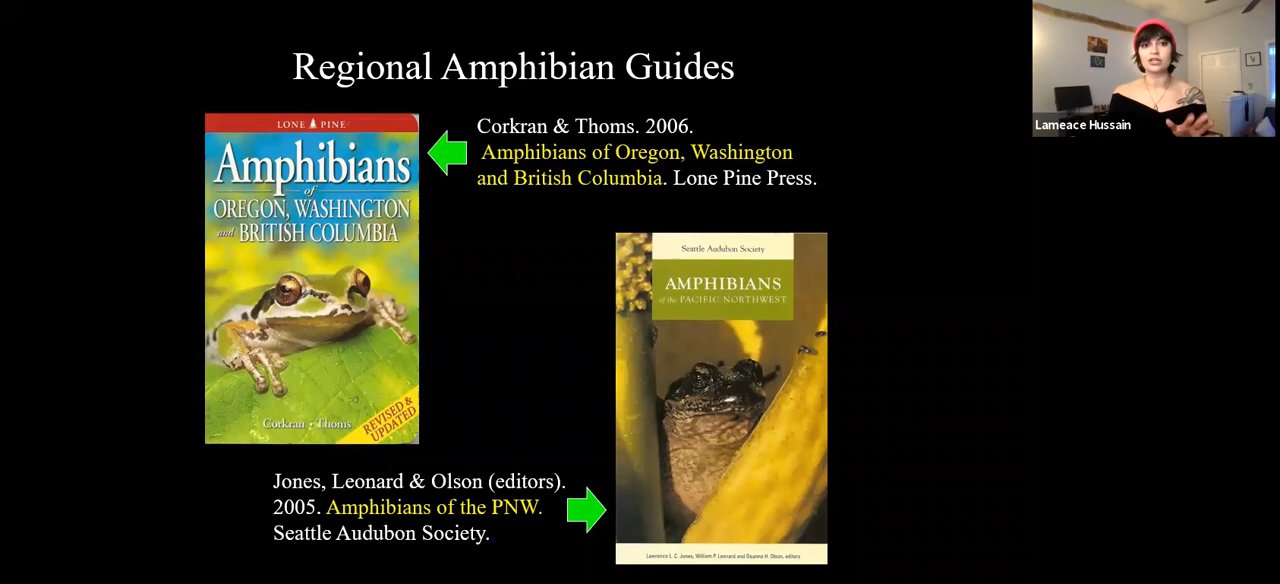 Regional Amphibian Guides
Lameace Hussain
LONE PINE
Amphibians
of
OREGON, WASHINGTON
and BRITISH COLUMBIA
Corkran • Thoms
REVISED &
UPDATED
Corkran & Thoms. 2006.
Amphibians of Oregon, Washington
and British Columbia. Lone Pine Press.
Seattle Audubon Society
AMPHIBIANS
of the PACIFIC NORTHWEST
Lawrence L. C. Jones, William P. Leonard and Deanna H. Olson, editors
Jones, Leonard & Olson (editors).
2005. Amphibians of the PNW.
Seattle Audubon Society.